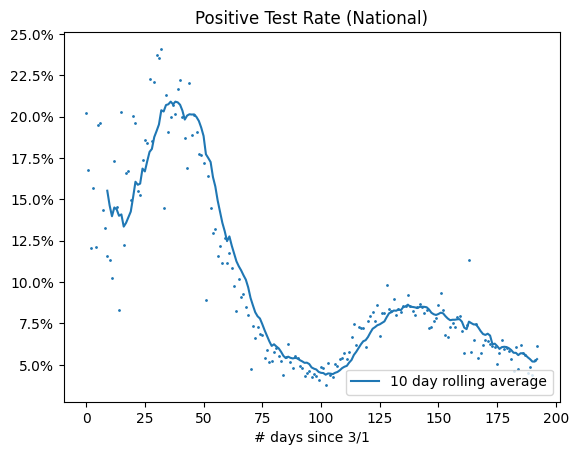 Positive Test Rate (National)
25.0%
22.5%
20.0%
17.5%
15.0%
12.5%
10.0%
7.5%
5.0%
10 day rolling average
0 25 50 75 100 125 150 175 200
# days since 3/1